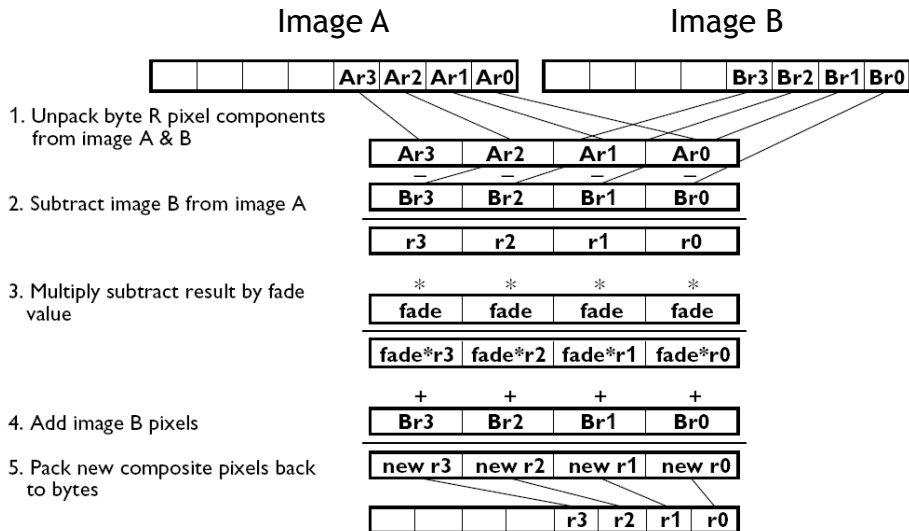 Image A Image B
Ar3 Ar2 Ar1 Ar0 Br3 Br2 Br1 Br0
1. Unpack byte R pixel components
from image A & B
Ar3 Ar2 Ar1 Ar0
– – – –
Br3 Br2 Br1 Br0
2. Subtract image B from image A
r3 r2 r1 r0
3. Multiply subtract result by fade
value
* * * *
fade fade fade fade
fade*r3 fade*r2 fade*r1 fade*r0
+ + + +
4. Add image B pixels
Br3 Br2 Br1 Br0
5. Pack new composite pixels back
to bytes
new r3 new r2 new r1 new r0
r3 r2 r1 r0